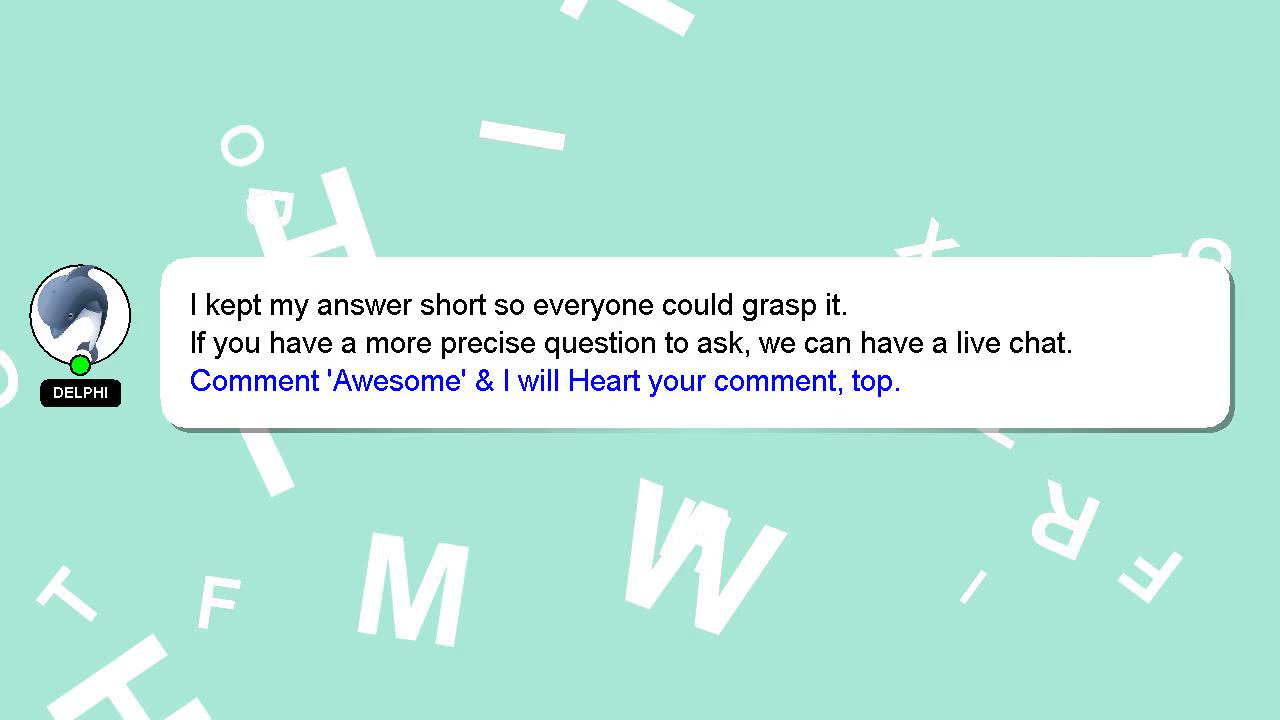 I kept my answer short so everyone could grasp it.
If you have a more precise question to ask, we can have a live chat.
Comment 'Awesome' & I will Heart your comment, top.
DELPHI
O
I
H
X
R
F
T
F
M
W
I
H